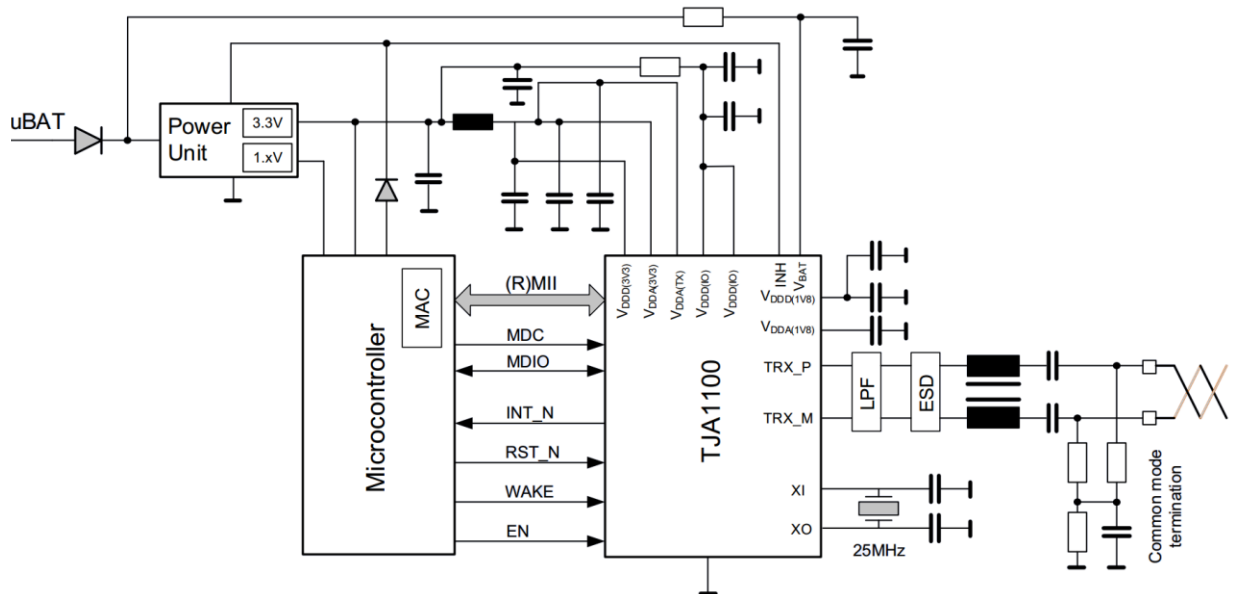 uBAT
Power
Unit
3.3V
1.xV
Microcontroller
MAC
(R)MII
MDC
MDIO
INT_N
RST_N
WAKE
EN
TJA1100
VDDD(3V3)
VDDA(3V3)
VDDA(TX)
VDDD(IO)
VDDD(IO)
INH
VBAT
VDDD(1V8)
VDDA(1V8)
TRX_P
TRX_M
XI
XO
LPF
ESD
25MHz
Common mode
termination